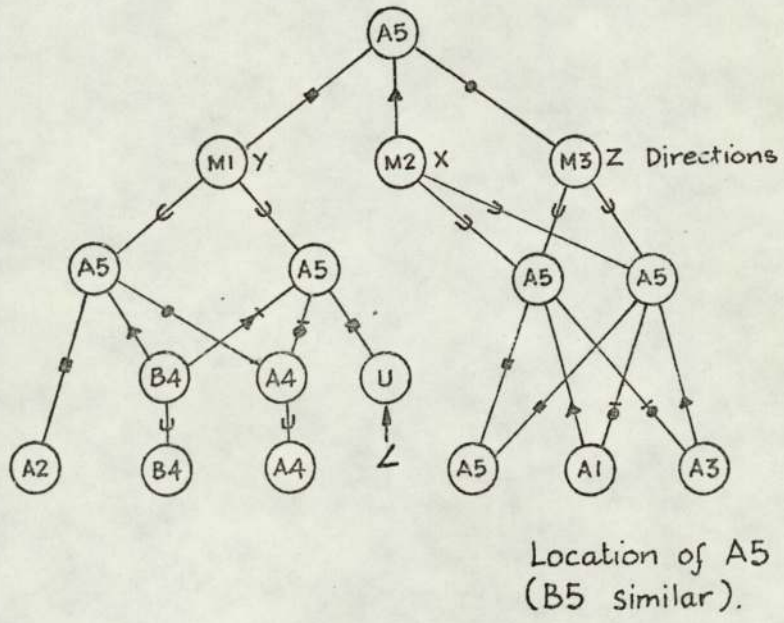 A5
M1 Y M2 X M3 Z Directions
A5 A5 A5 A5
B4 A4 U
A2 B4 A4 L A5 A1 A3
Location of A5
(B5 similar).